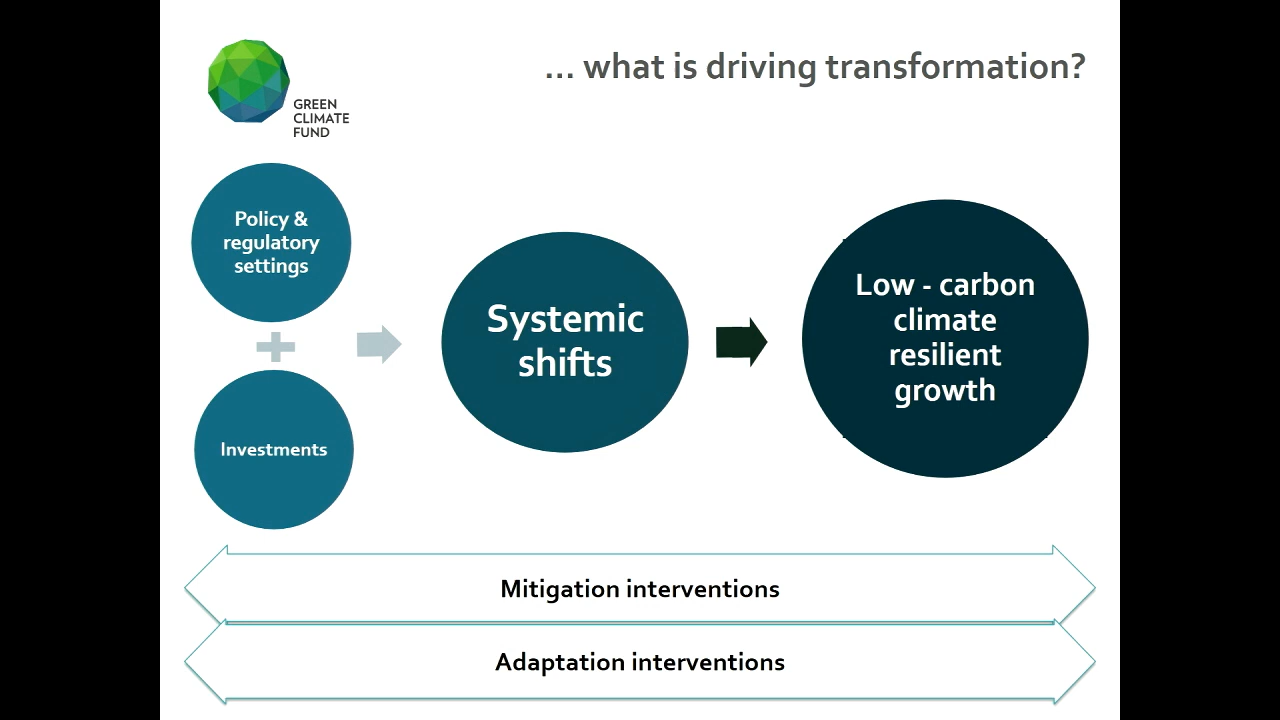 ... what is driving transformation?
GREEN
CLIMATE
FUND
Policy &
regulatory
settings
Investments
Systemic
shifts
Low - carbon
climate
resilient
growth
Mitigation interventions
Adaptation interventions